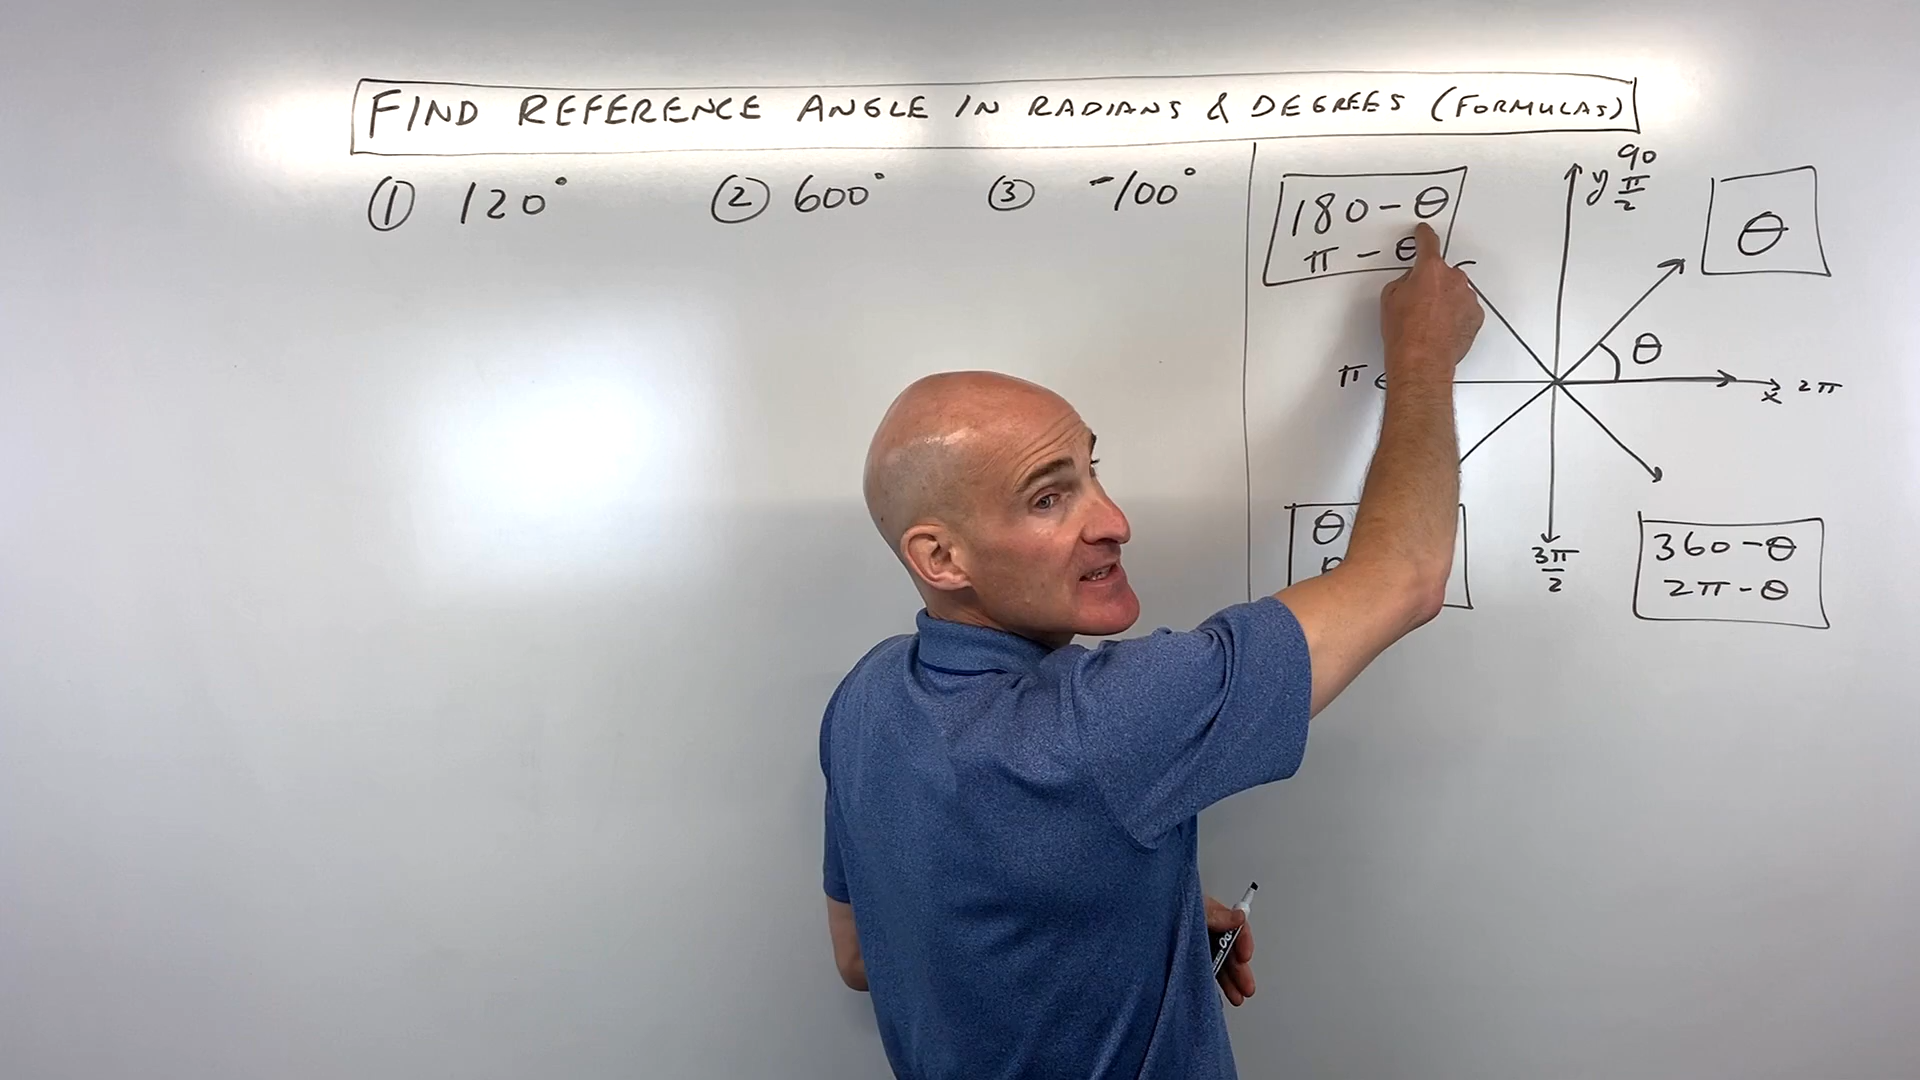 FIND REFERENCE ANGLE IN RADIANS & DEGREES (FORMULAS)
① 120°
② 600°
③ -100°
180-θ
π-θ
y
90
π/2
θ
θ
π
x
2π
θ
3π/2
360-θ
2π-θ